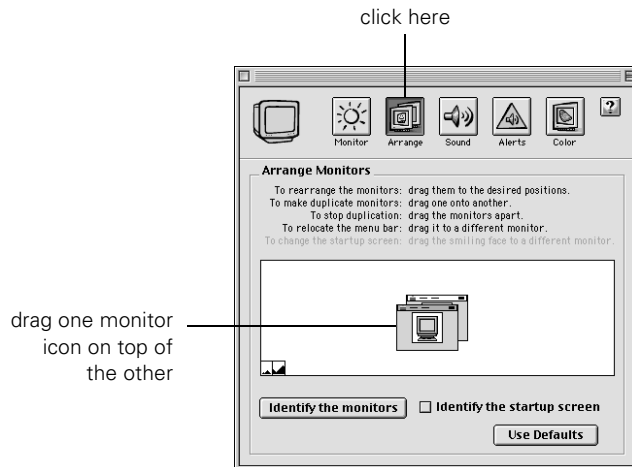 click here
?
Monitor Arrange Sound Alerts Color
Arrange Monitors
To rearrange the monitors: drag them to the desired positions.
To make duplicate monitors: drag one onto another.
To stop duplication: drag the monitors apart.
To relocate the menu bar: drag it to a different monitor.
To change the startup screen: drag the smiling face to a different monitor.
drag one monitor
icon on top of
the other
Identify the monitors Identify the startup screen
Use Defaults